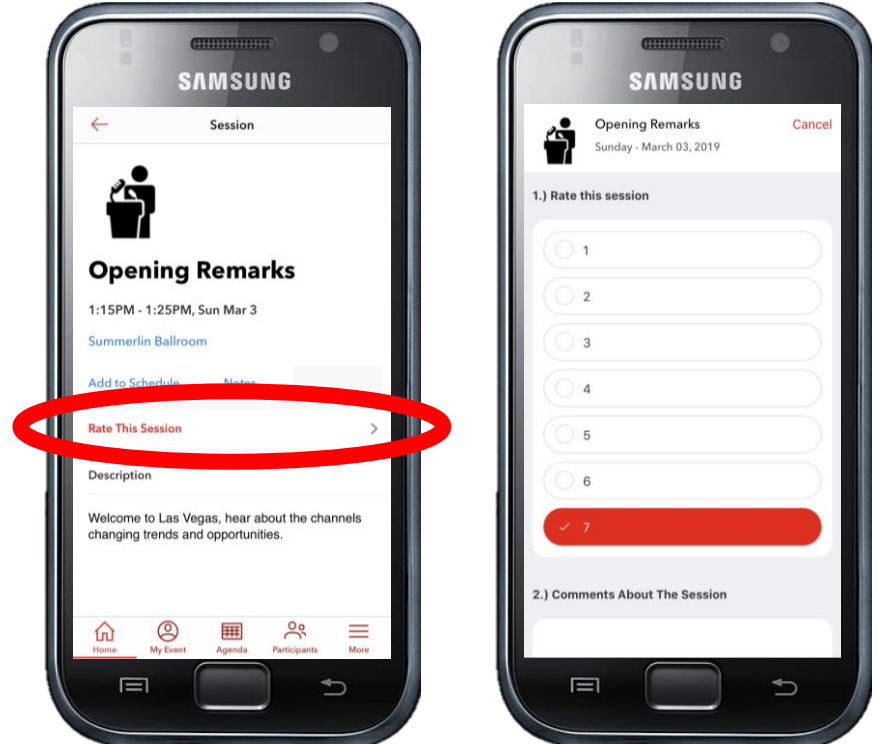 SAMSUNG
Session
Opening Remarks
1:15PM - 1:25PM, Sun Mar 3
Summerlin Ballroom
Add to Schedule
Notes
Rate This Session
Description
Welcome to Las Vegas, hear about the channels
changing trends and opportunities.
Home
My Event
Agenda
Participants
More
SAMSUNG
Opening Remarks
Cancel
Sunday - March 03, 2019
1.) Rate this session
1
2
3
4
5
6
7
2.) Comments About The Session